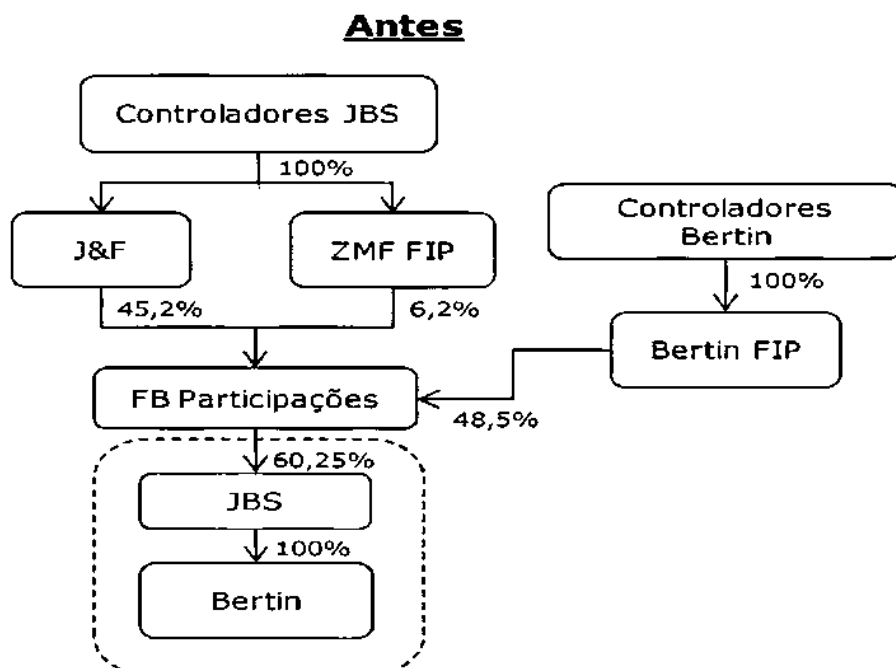 Antes
Controladores JBS
100%
J&F
ZMF FIP
Controladores
Bertin
45,2%
6,2%
100%
Bertin FIP
FB Participações
48,5%
60,25%
JBS
100%
Bertin